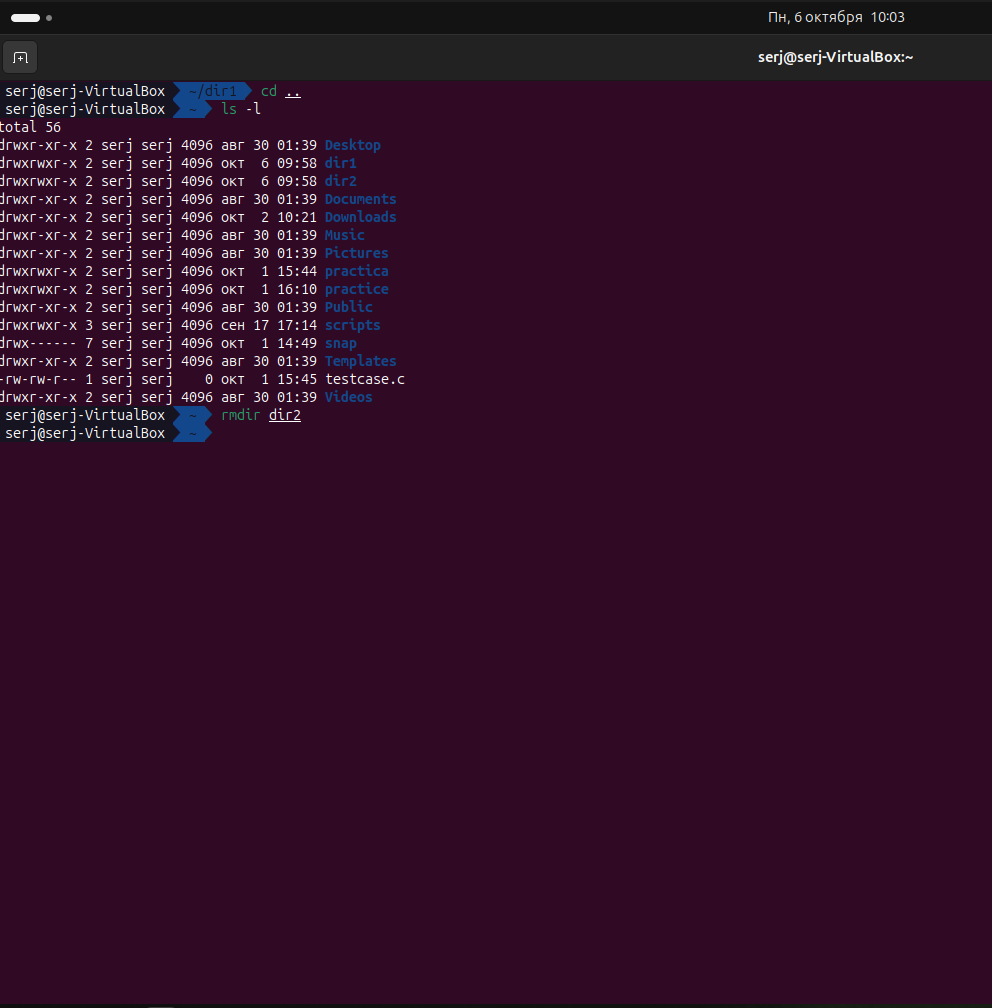 Пн, 6 октября 10:03
serj@serj-VirtualBox:~
serj@serj-VirtualBox ~/dir1 cd ..
serj@serj-VirtualBox ~ ls -l
total 56
drwxr-xr-x 2 serj serj 4096 авг 30 01:39 Desktop
drwxrwxr-x 2 serj serj 4096 окт  6 09:58 dir1
drwxrwxr-x 2 serj serj 4096 окт  6 09:58 dir2
drwxr-xr-x 2 serj serj 4096 авг 30 01:39 Documents
drwxr-xr-x 2 serj serj 4096 окт  2 10:21 Downloads
drwxr-xr-x 2 serj serj 4096 авг 30 01:39 Music
drwxr-xr-x 2 serj serj 4096 авг 30 01:39 Pictures
drwxrwxr-x 2 serj serj 4096 окт  1 15:44 practica
drwxrwxr-x 2 serj serj 4096 окт  1 16:10 practice
drwxr-xr-x 2 serj serj 4096 авг 30 01:39 Public
drwxrwxr-x 3 serj serj 4096 сен 17 17:14 scripts
drwx------ 7 serj serj 4096 окт  1 14:49 snap
drwxr-xr-x 2 serj serj 4096 авг 30 01:39 Templates
-rw-rw-r-- 1 serj serj    0 окт  1 15:45 testcase.c
drwxr-xr-x 2 serj serj 4096 авг 30 01:39 Videos
serj@serj-VirtualBox ~ rmdir dir2
serj@serj-VirtualBox ~